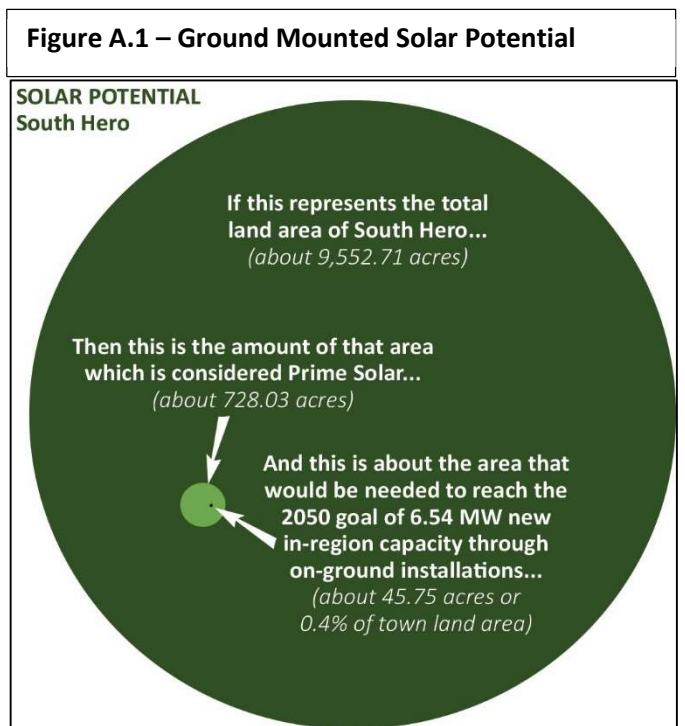 Figure A.1 – Ground Mounted Solar Potential
SOLAR POTENTIAL
South Hero
If this represents the total
land area of South Hero...
(about 9,552.71 acres)
Then this is the amount of that area
which is considered Prime Solar...
(about 728.03 acres)
And this is about the area that
would be needed to reach the
2050 goal of 6.54 MW new
in-region capacity through
on-ground installations...
(about 45.75 acres or
0.4% of town land area)